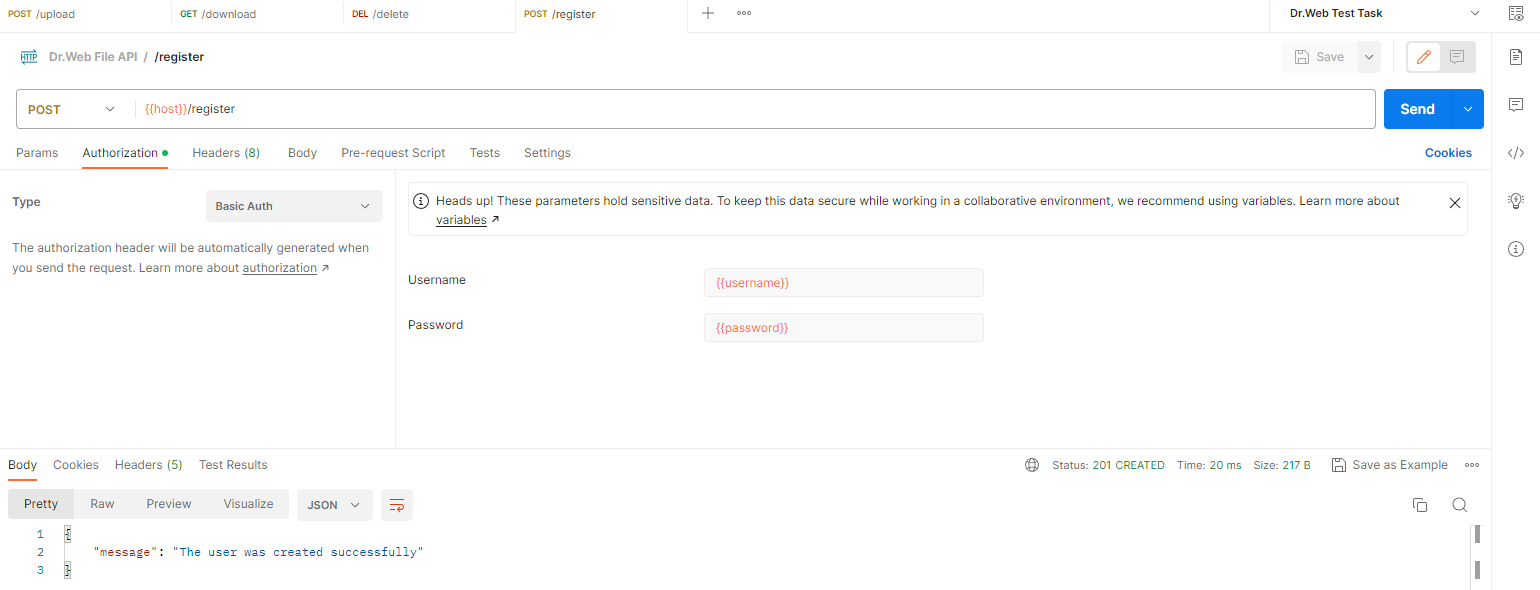 POST /upload
GET /download
DEL /delete
POST /register
Dr.Web Test Task
HTTP Dr.Web File API / /register
Save
POST
{{host}}/register
Send
Params Authorization Headers (8) Body Pre-request Script Tests Settings
Cookies
Type
Basic Auth
The authorization header will be automatically generated when
you send the request. Learn more about authorization
Heads up! These parameters hold sensitive data. To keep this data secure while working in a collaborative environment, we recommend using variables. Learn more about
variables
Username
{{username}}
Password
{{password}}
Body Cookies Headers (5) Test Results
Status: 201 CREATED Time: 20 ms Size: 217 B Save as Example
Pretty Raw Preview Visualize JSON
1 {
2 "message": "The user was created successfully"
3 }